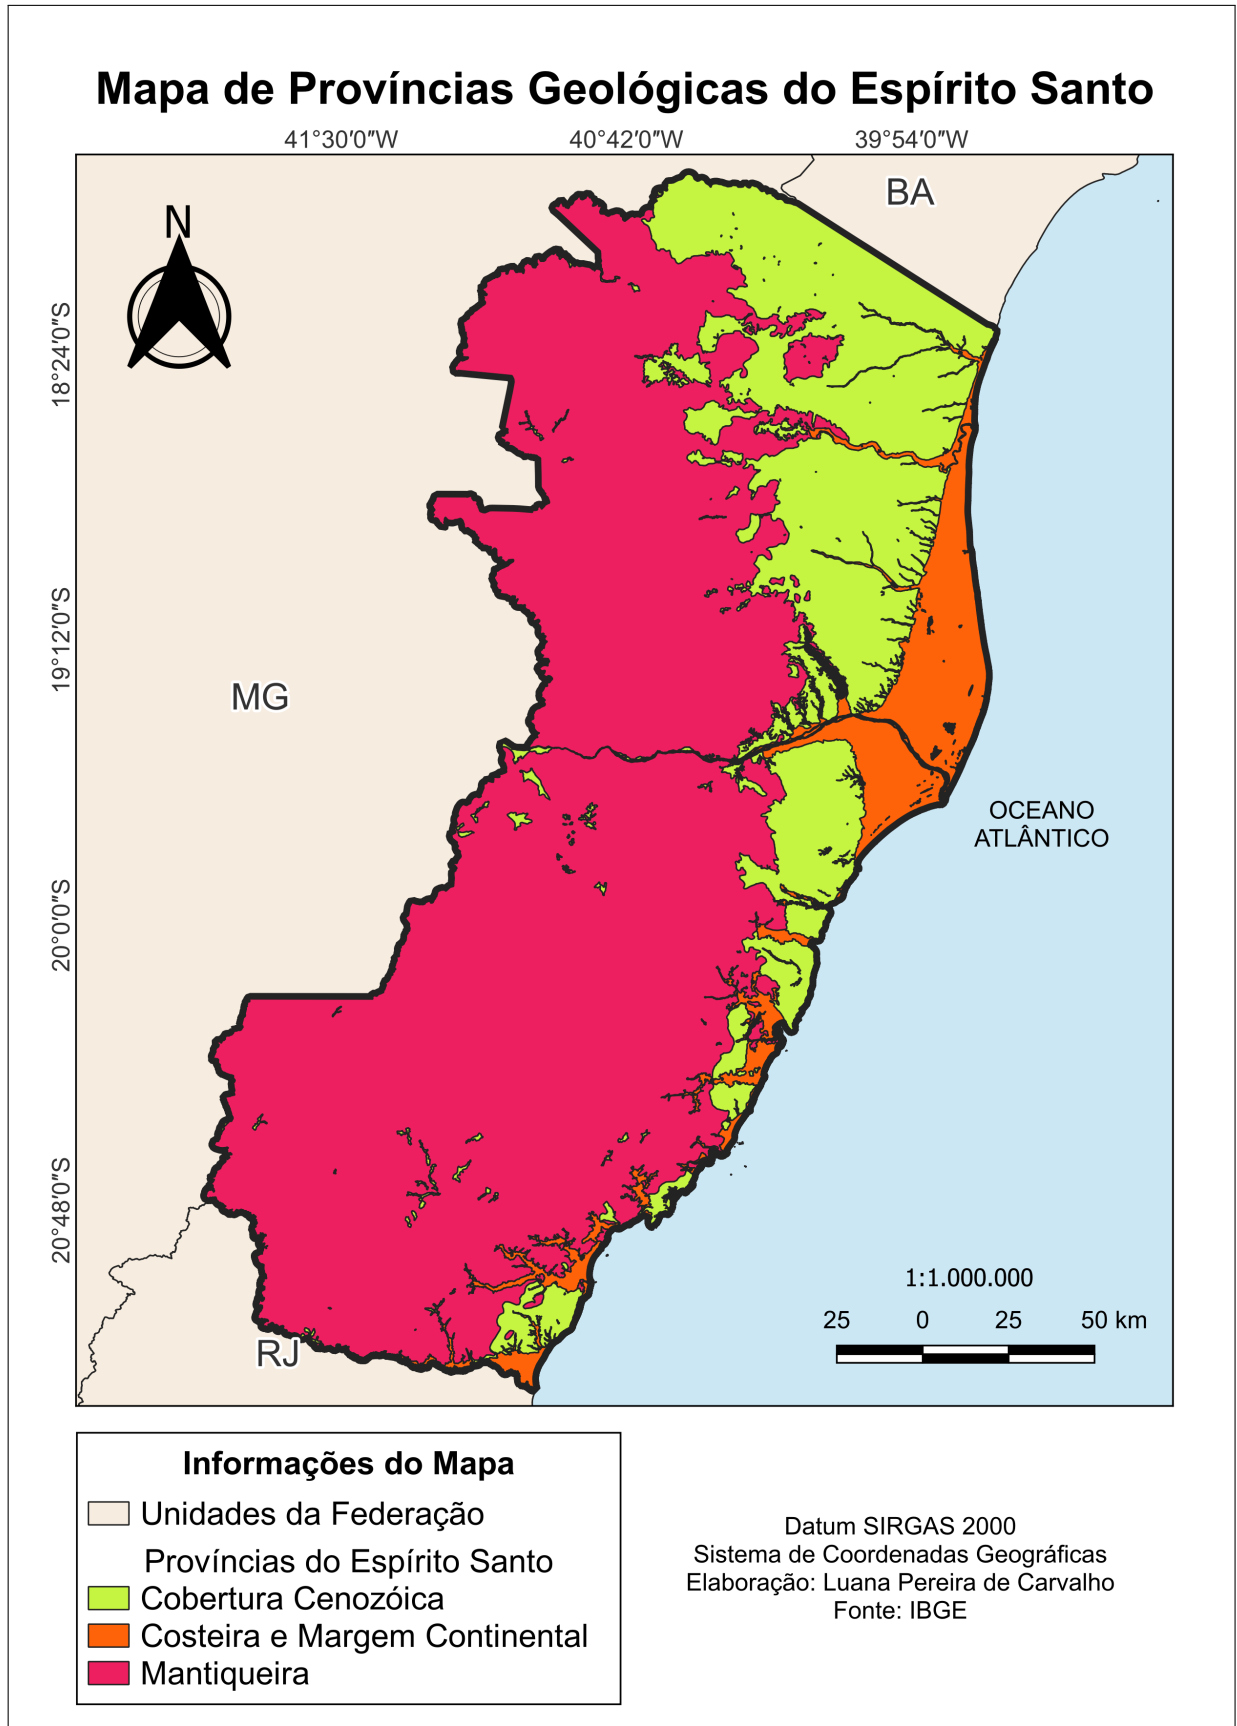 Mapa de Províncias Geológicas do Espírito Santo
41°30'0"W 40°42'0"W 39°54'0"W
BA
N
18°24'0"S
19°12'0"S
MG
OCEANO
ATLÂNTICO
20°0'0"S
20°48'0"S
1:1.000.000
25 0 25 50 km
RJ
Informações do Mapa
Unidades da Federação
Províncias do Espírito Santo
Cobertura Cenozóica
Costeira e Margem Continental
Mantiqueira
Datum SIRGAS 2000
Sistema de Coordenadas Geográficas
Elaboração: Luana Pereira de Carvalho
Fonte: IBGE